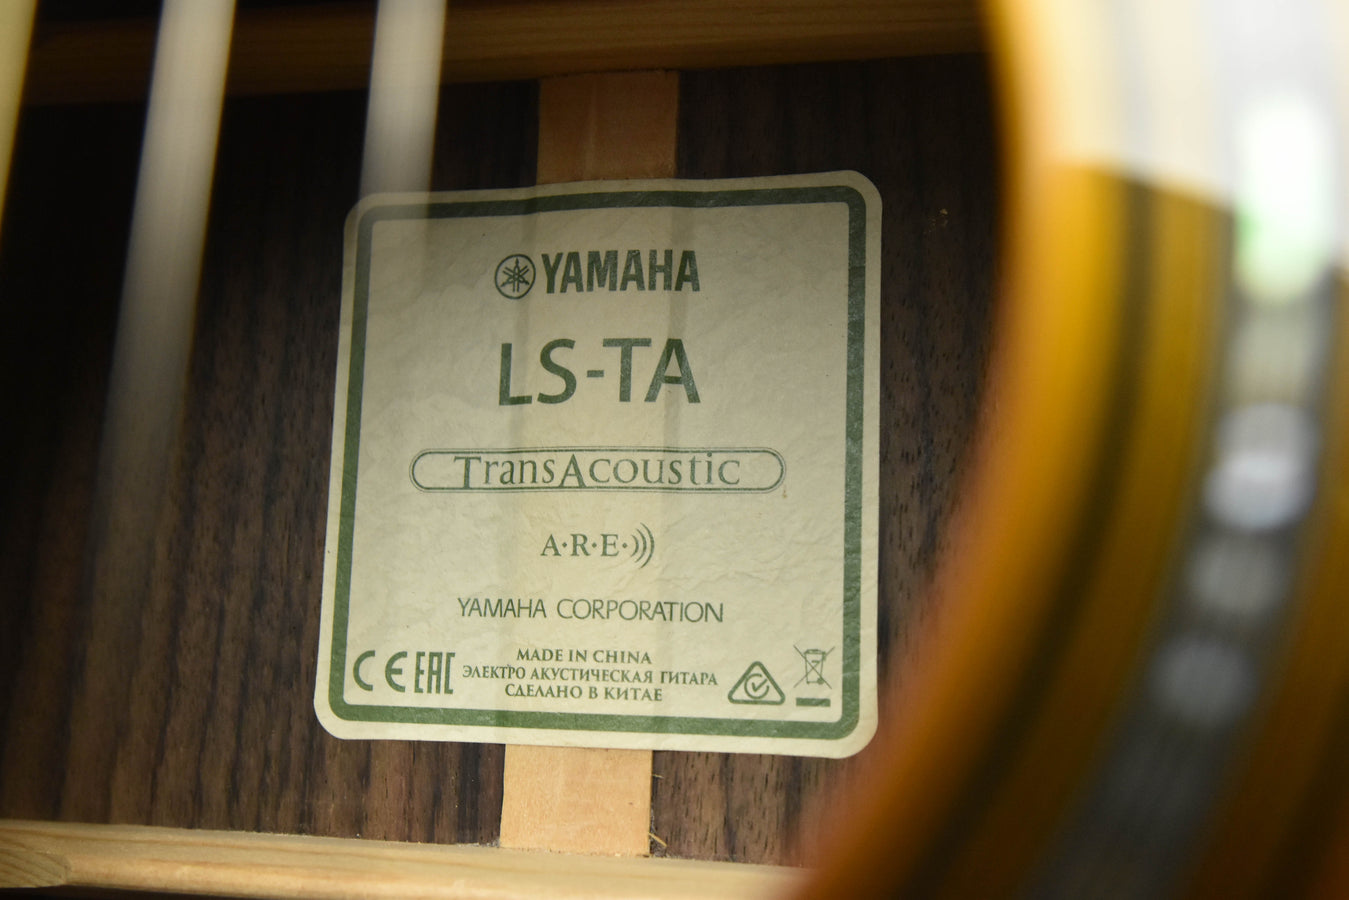 YAMAHA
LS-TA
TransAcoustic
A·R·E·
YAMAHA CORPORATION
CE EAC
MADE IN CHINA
ЭЛЕКТРО АКУСТИЧЕСКАЯ ГИТАРА
СДЕЛАНО В КИТАЕ